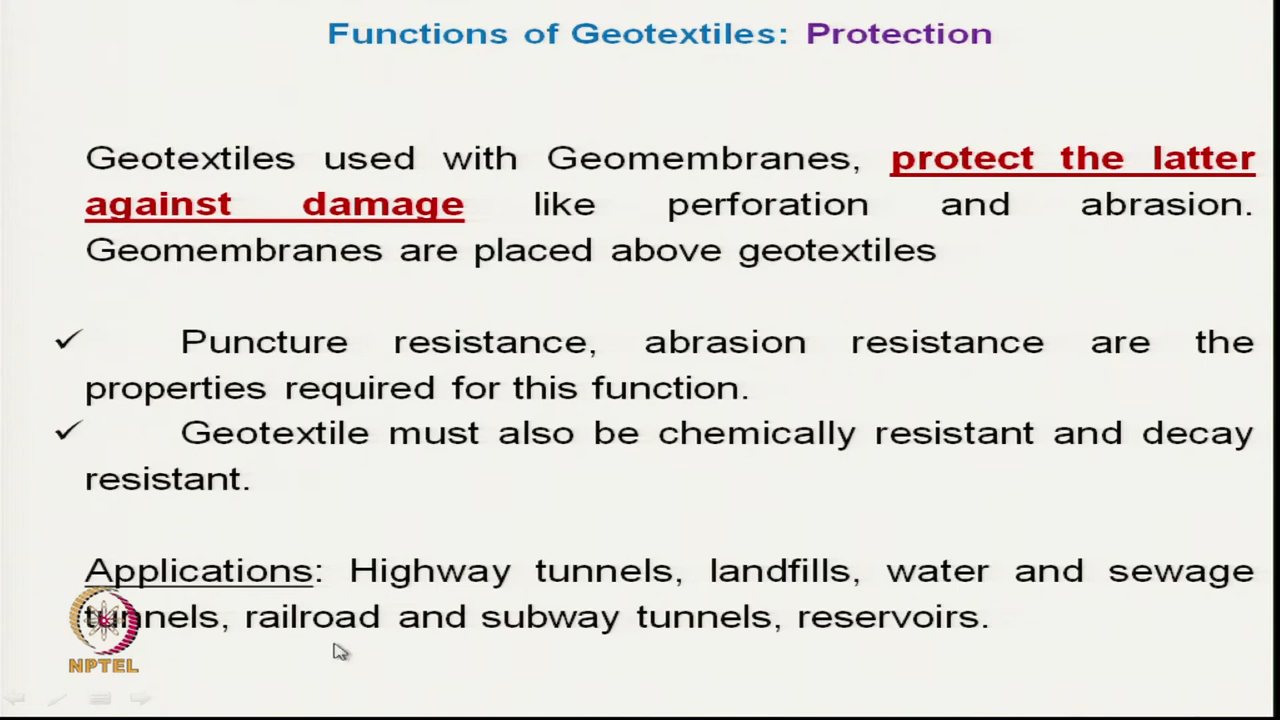 Functions of Geotextiles: Protection
Geotextiles used with Geomembranes, protect the latter
against damage like perforation and abrasion.
Geomembranes are placed above geotextiles
✓ Puncture resistance, abrasion resistance are the
properties required for this function.
✓ Geotextile must also be chemically resistant and decay
resistant.
Applications: Highway tunnels, landfills, water and sewage
tunnels, railroad and subway tunnels, reservoirs.
NPTEL